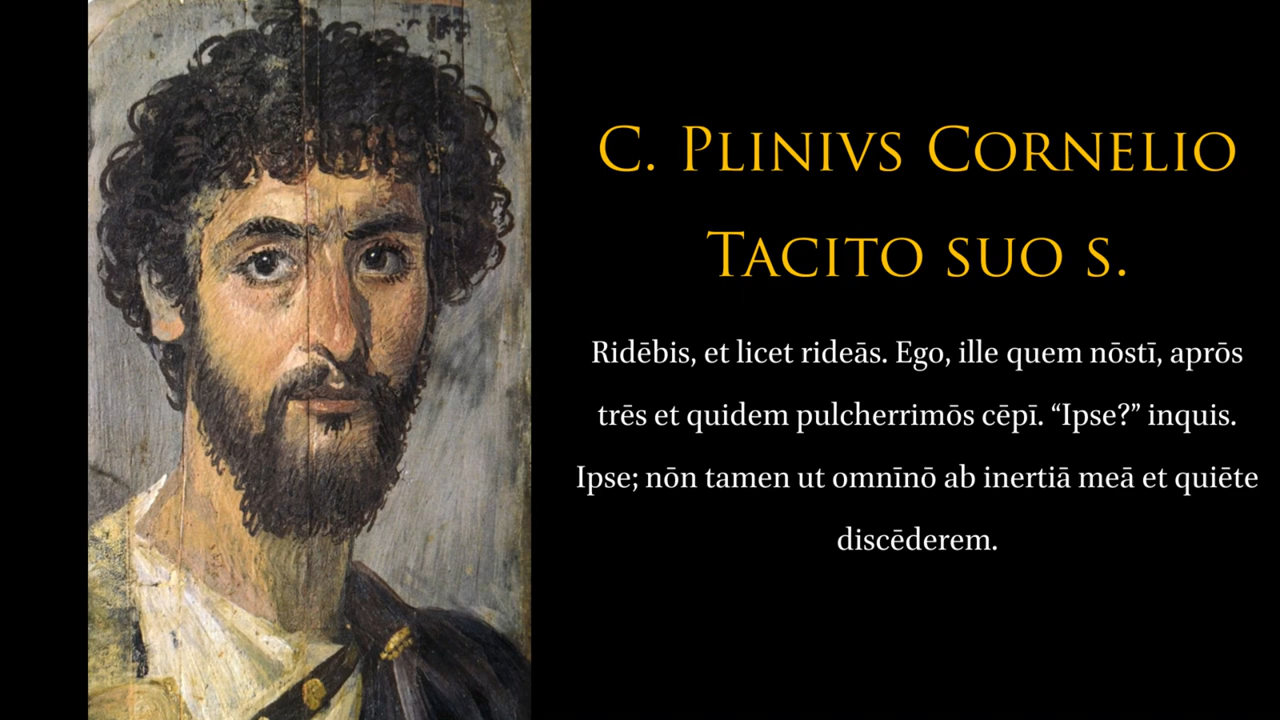 C. PLINIVS CORNELIO
TACITO SUO S.
Ridēbis, et licet rideās. Ego, ille quem nōstī, aprōs
trēs et quidem pulcherrimōs cēpī. “Ipse?” inquis.
Ipse; nōn tamen ut omnīnō ab inertiā meā et quiēte
discēderem.